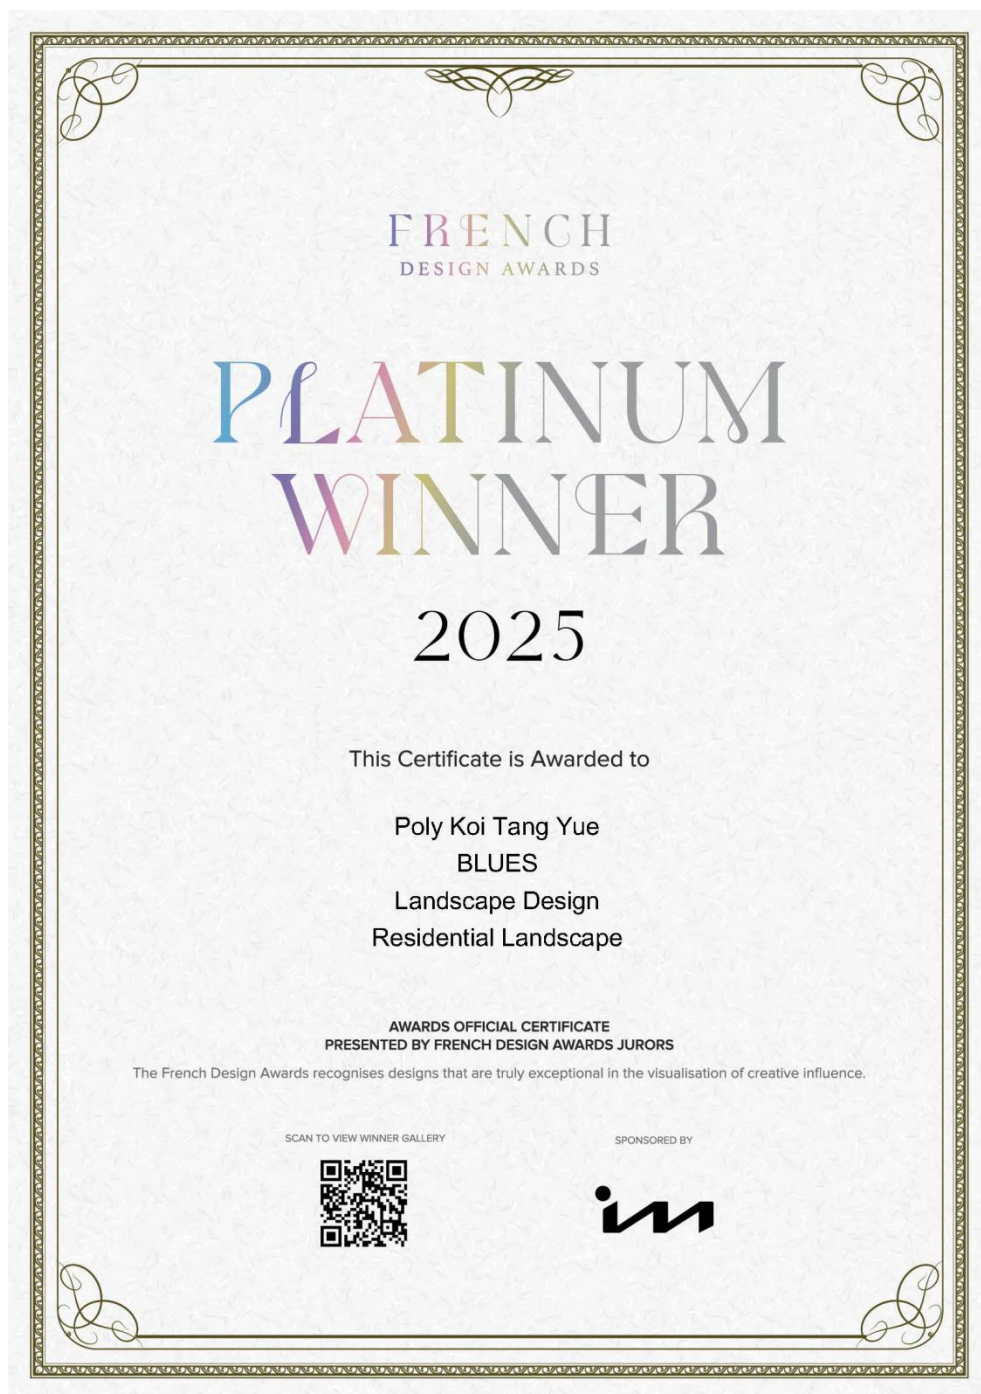 FRENCH
DESIGN AWARDS
PLATINUM
WINNER
2025
This Certificate is Awarded to
Poly Koi Tang Yue
BLUES
Landscape Design
Residential Landscape
AWARDS OFFICIAL CERTIFICATE
PRESENTED BY FRENCH DESIGN AWARDS JURORS
The French Design Awards recognises designs that are truly exceptional in the visualisation of creative influence.
SCAN TO VIEW WINNER GALLERY
SPONSORED BY